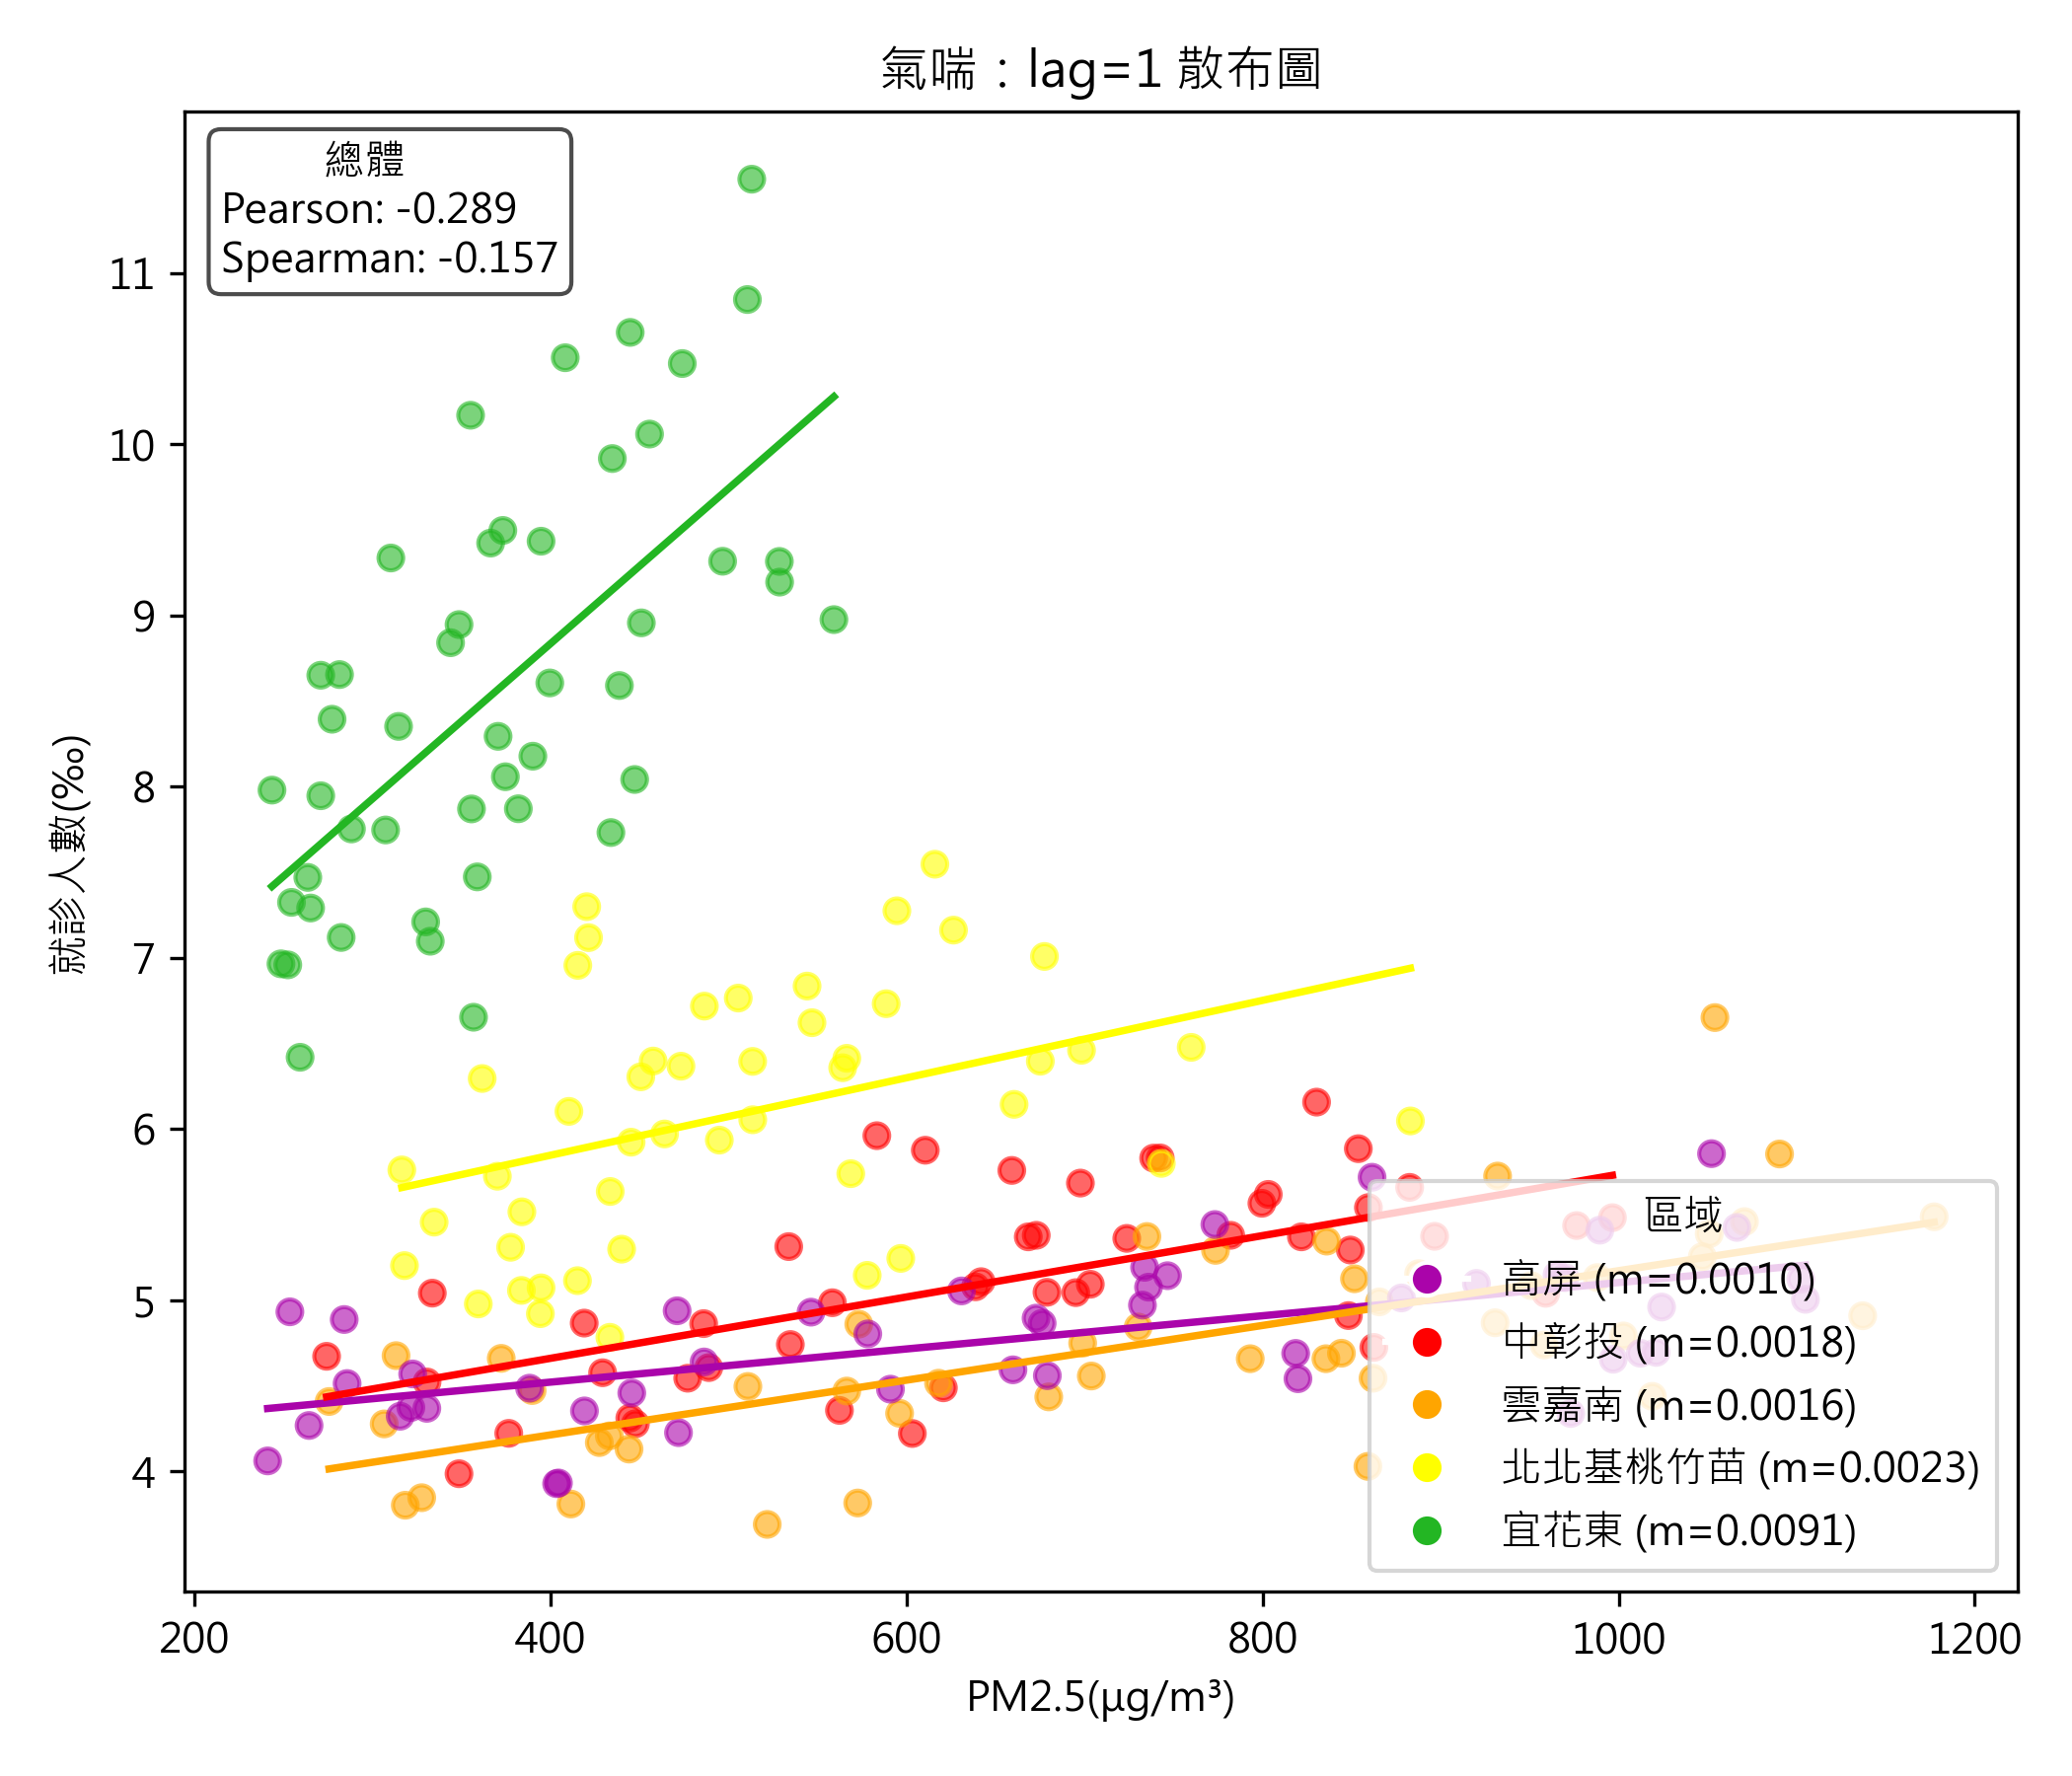 氣喘：lag=1 散布圖
總體
Pearson: -0.289
Spearman: -0.157
就診人數(‰)
11
10
9
8
7
6
5
4
區域
高屏 (m=0.0010)
中彰投 (m=0.0018)
雲嘉南 (m=0.0016)
北北基桃竹苗 (m=0.0023)
宜花東 (m=0.0091)
200 400 600 800 1000 1200
PM2.5(μg/m³)